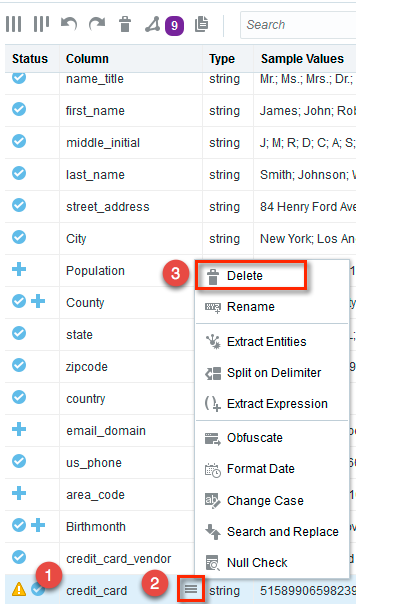 9 Search
Status Column Type Sample Values
name_title string Mr.; Ms.; Mrs.; Dr.;
first_name string James; John; Rob
middle_initial string J; M; R; D; C; A; S;
last_name string Smith; Johnson; W
street_address string 84 Henry Ford Ave
City string New York; Los An
Population 3 Delete
County Rename
state Extract Entities
zipcode Split on Delimiter
country Extract Expression
email_domain Obfuscate
us_phone Format Date
area_code Change Case
Birthmonth Search and Replace
credit_card_vendor Null Check
1 2
credit_card string 51589906598239